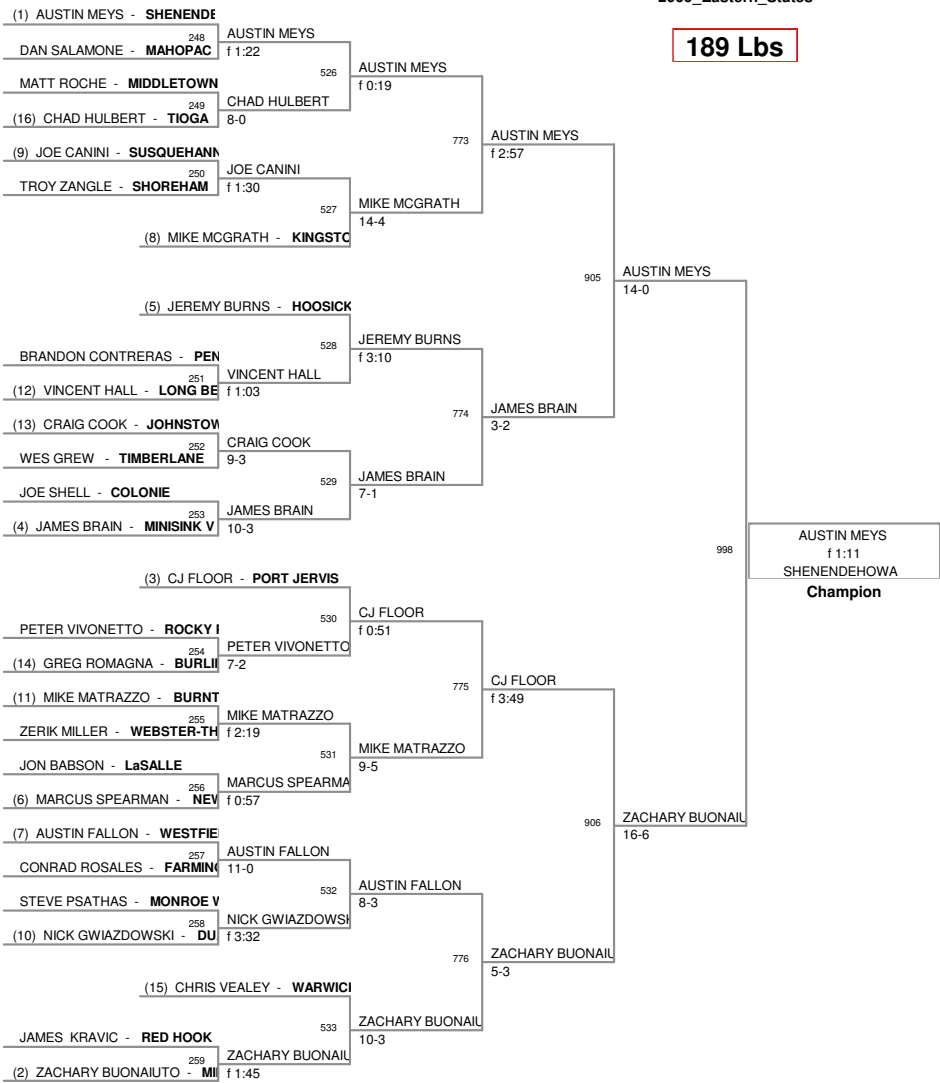 2009_Eastern_States
189 Lbs
(1) AUSTIN MEYS - SHENENDE
248
AUSTIN MEYS
DAN SALAMONE - MAHOPAC
f 1:22
526
AUSTIN MEYS
f 0:19
MATT ROCHE - MIDDLETOWN
249
CHAD HULBERT
(16) CHAD HULBERT - TIOGA
8-0
773
AUSTIN MEYS
f 2:57
(9) JOE CANINI - SUSQUEHANN
250
JOE CANINI
TROY ZANGLE - SHOREHAM
f 1:30
527
MIKE MCGRATH
14-4
(8) MIKE MCGRATH - KINGSTO
905
AUSTIN MEYS
14-0
(5) JEREMY BURNS - HOOSICK
528
JEREMY BURNS
f 3:10
BRANDON CONTRERAS - PEN
251
VINCENT HALL
(12) VINCENT HALL - LONG BE
f 1:03
774
JAMES BRAIN
3-2
(13) CRAIG COOK - JOHNSTOW
252
CRAIG COOK
WES GREW - TIMBERLANE
9-3
529
JAMES BRAIN
7-1
JOE SHELL - COLONIE
253
JAMES BRAIN
(4) JAMES BRAIN - MINISINK V
10-3
998
AUSTIN MEYS
f 1:11
SHENENDEHOWA
Champion
(3) CJ FLOOR - PORT JERVIS
530
CJ FLOOR
f 0:51
PETER VIVONETTO - ROCKY
254
PETER VIVONETTO
(14) GREG ROMAGNA - BURLI
7-2
775
CJ FLOOR
f 3:49
(11) MIKE MATRAZZO - BURNT
255
MIKE MATRAZZO
ZERIK MILLER - WEBSTER-TH
f 2:19
531
MIKE MATRAZZO
9-5
JON BABSON - LaSALLE
256
MARCUS SPEARMA
(6) MARCUS SPEARMAN - NEW
f 0:57
906
ZACHARY BUONAIU
16-6
(7) AUSTIN FALLON - WESTFIE
257
AUSTIN FALLON
CONRAD ROSALES - FARMING
11-0
532
AUSTIN FALLON
8-3
STEVE PSATHAS - MONROE W
258
NICK GWIAZDOWSK
(10) NICK GWIAZDOWSKI - DU
f 3:32
776
ZACHARY BUONAIU
5-3
(15) CHRIS VEALEY - WARWIC
533
ZACHARY BUONAIU
10-3
JAMES KRAVIC - RED HOOK
259
ZACHARY BUONAIU
(2) ZACHARY BUONAIUTO - MI
f 1:45